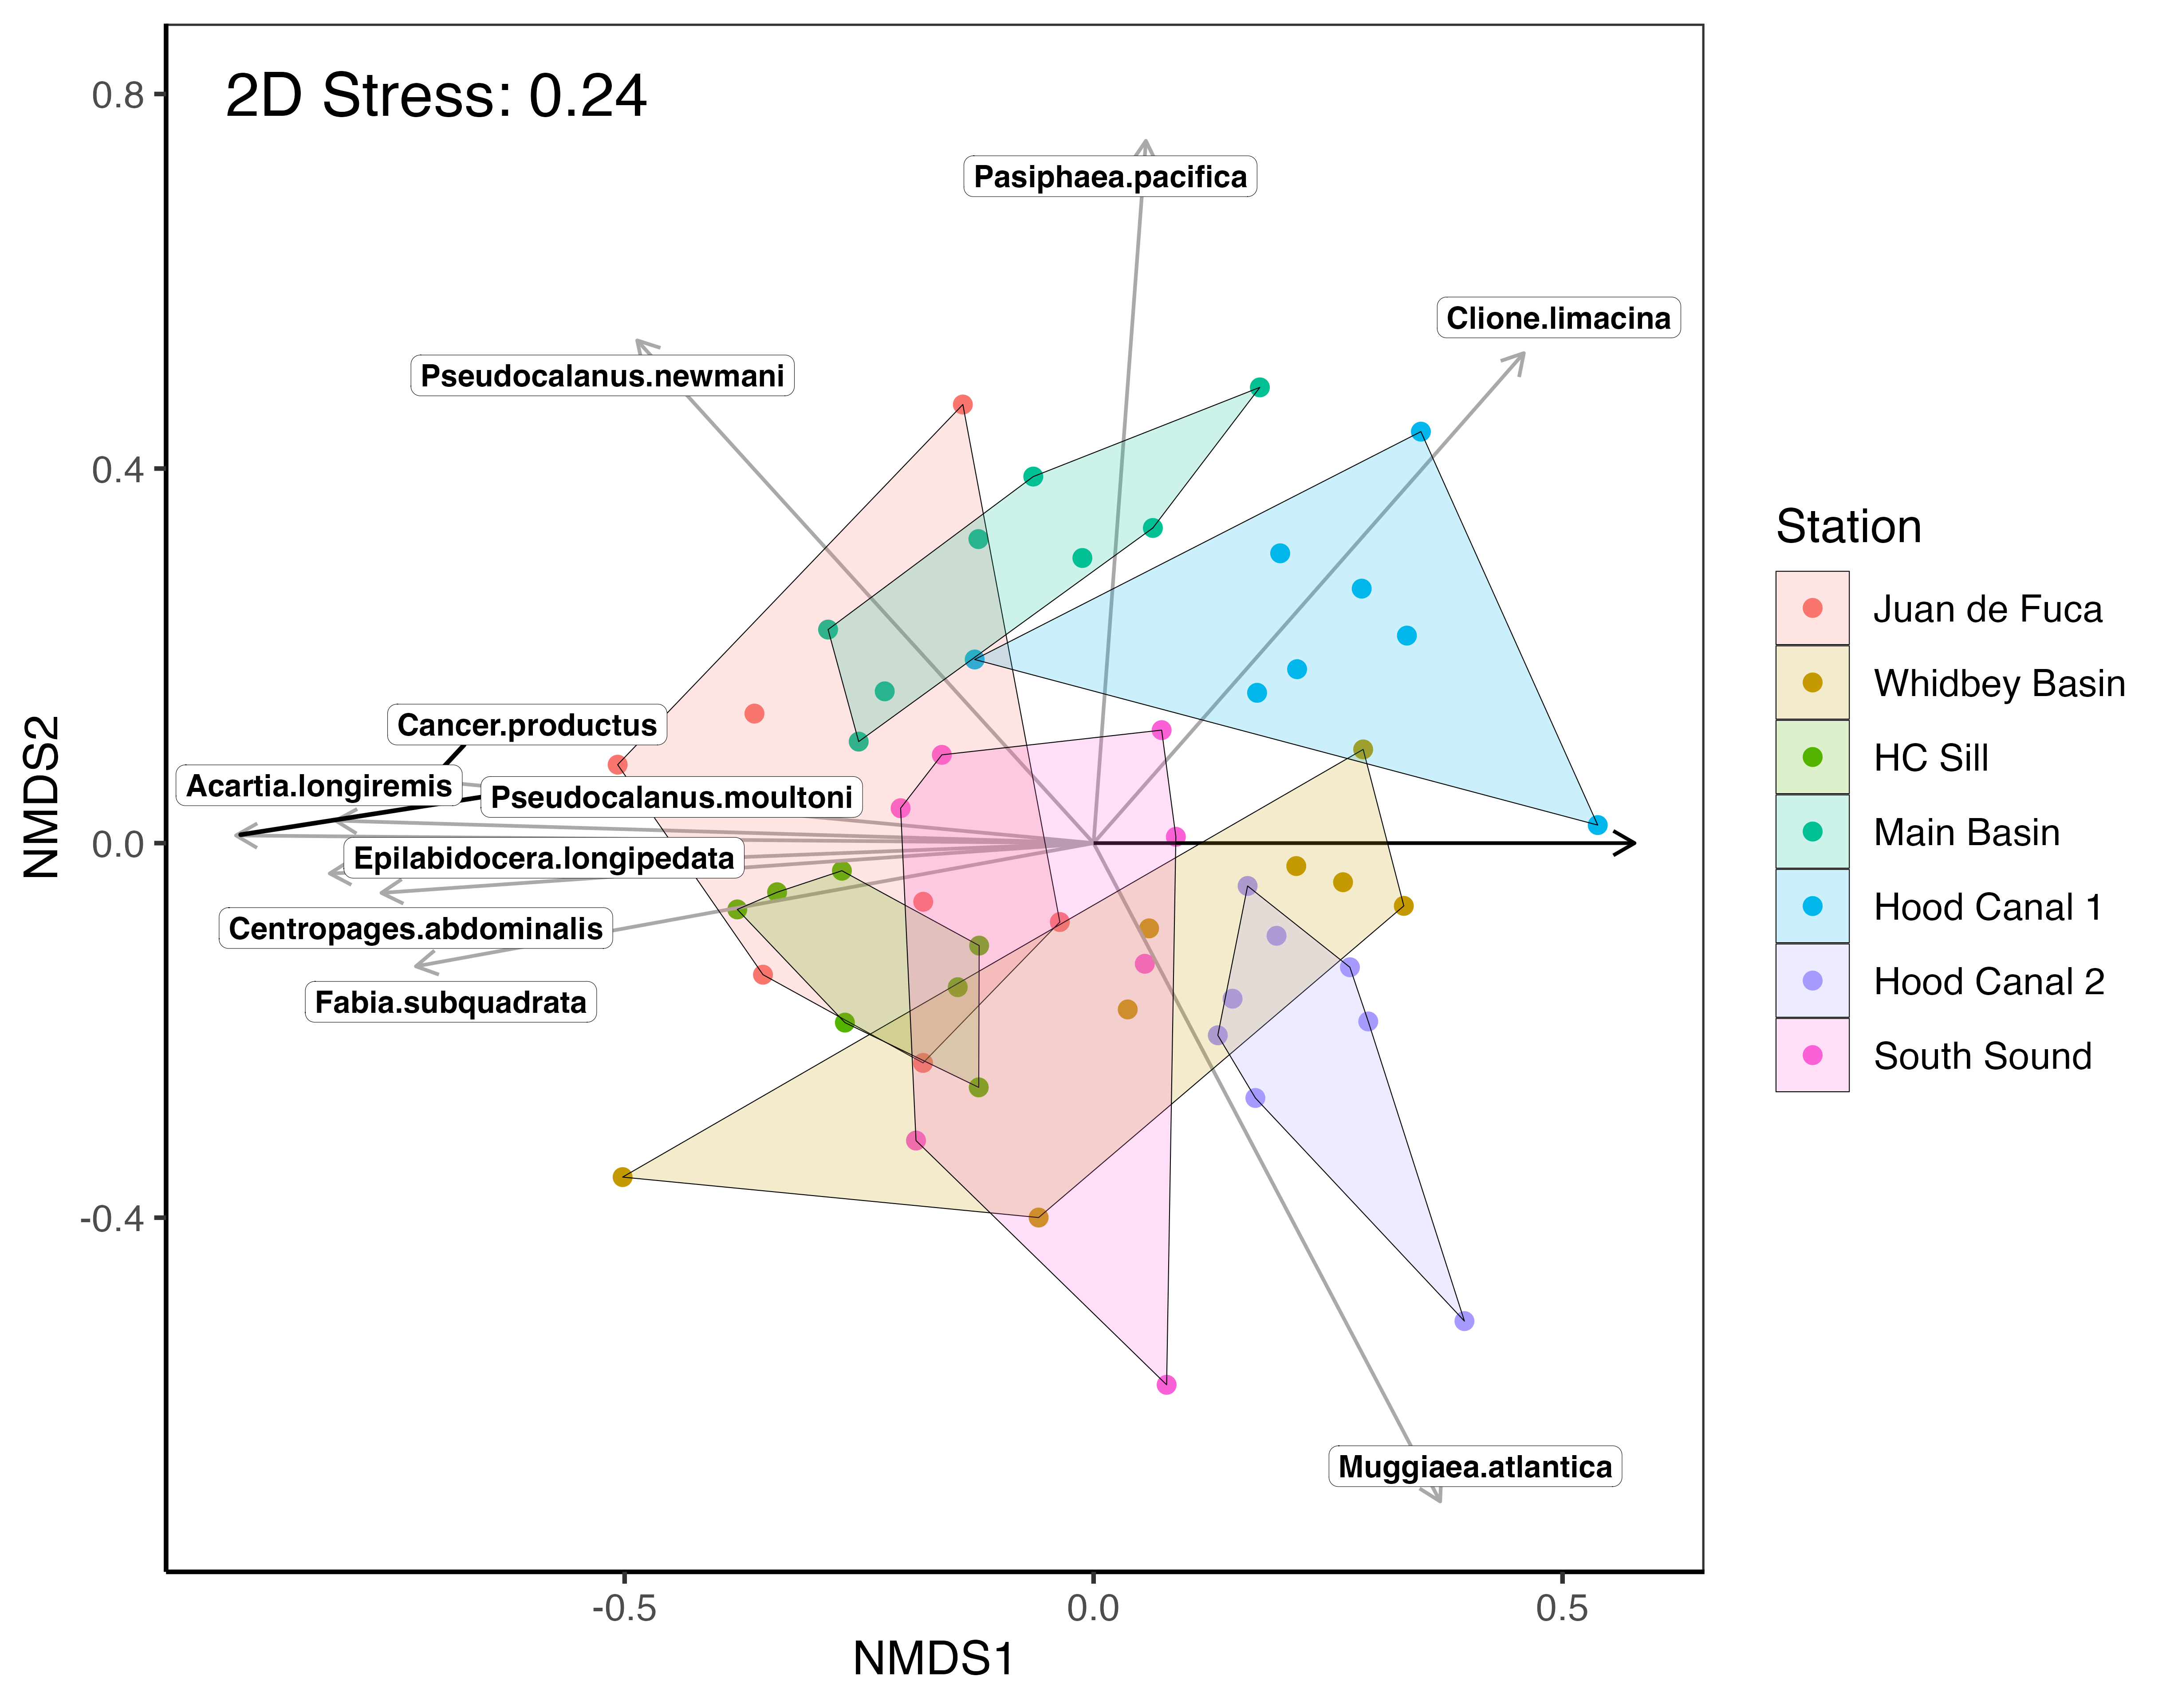 2D Stress: 0.24
Pasiphaea.pacifica
Clione.limacina
Pseudocalanus.newmani
Cancer.productus
Acartia.longiremis
Pseudocalanus.moultoni
Epilabidocera.longipedata
Centropages.abdominalis
Fabia.subquadrata
Muggiaea.atlantica
0.8
0.4
0.0
-0.4
NMDS2
-0.5
0.0
0.5
NMDS1
Station
Juan de Fuca
Whidbey Basin
HC Sill
Main Basin
Hood Canal 1
Hood Canal 2
South Sound